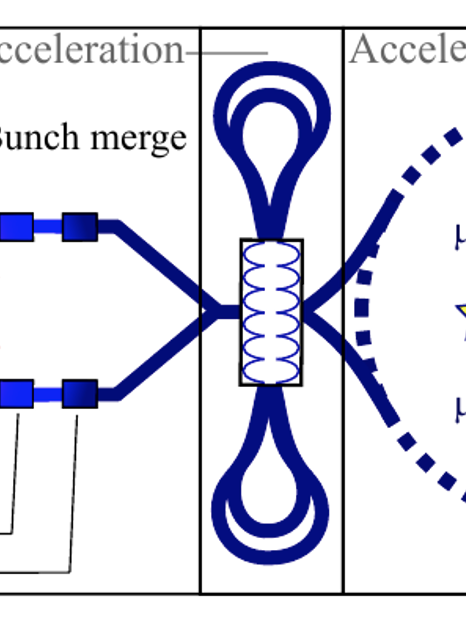 cceleration
Accele
Bunch merge
μ
μ